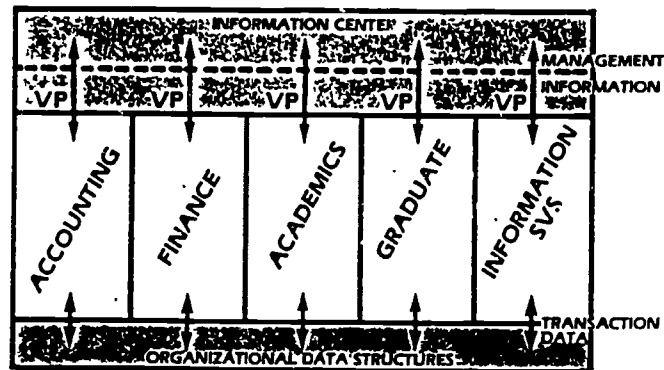 INFORMATION CENTER
MANAGEMENT
INFORMATION
VP VP VP VP VP
ACCOUNTING
FINANCE
ACADEMICS
GRADUATE
INFORMATION
SVS
TRANSACTION
DATA
ORGANIZATIONAL DATA STRUCTURES